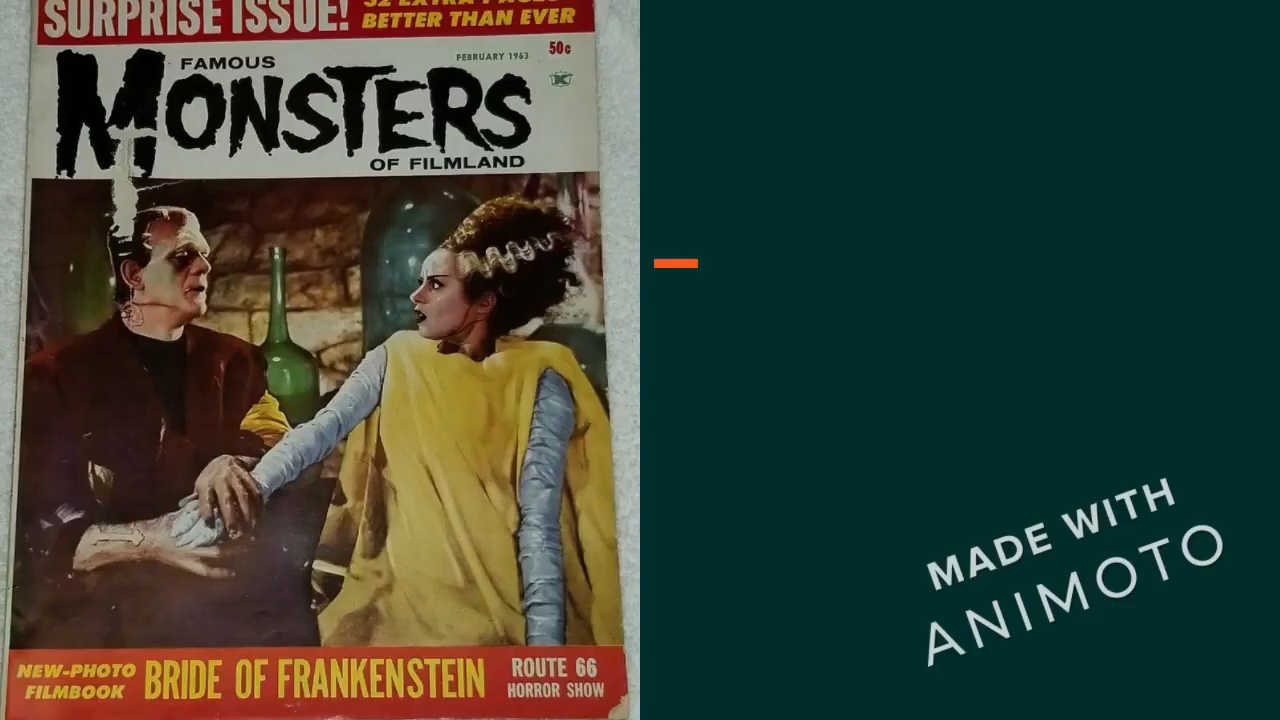 SURPRISE ISSUE!
BETTER THAN EVER
FAMOUS
FEBRUARY 1963
50¢
MONSTERS
K
OF FILMLAND
NEW-PHOTO
FILMBOOK
BRIDE OF FRANKENSTEIN
ROUTE 66
HORROR SHOW
MADE WITH
ANIMOTO